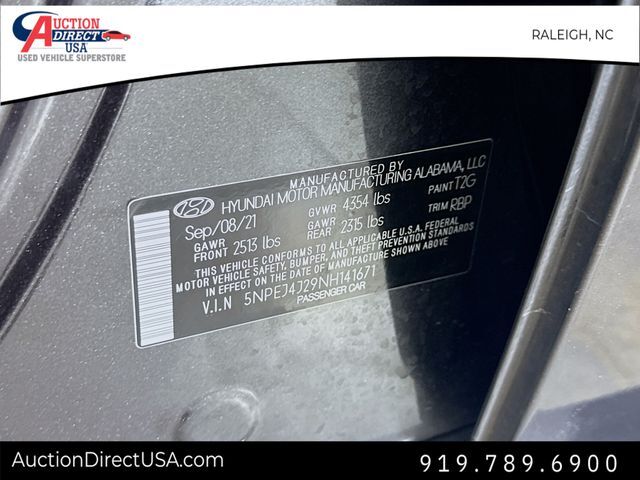 AUCTION
DIRECT
USA
USED VEHICLE SUPERSTORE
RALEIGH, NC
MANUFACTURED BY
HYUNDAI MOTOR MANUFACTURING ALABAMA, LLC
Sep/08/21 GVWR 4354 lbs PAINT T2G
GAWR FRONT 2513 lbs GAWR REAR 2315 lbs TRIM RBP
THIS VEHICLE CONFORMS TO ALL APPLICABLE U.S.A. FEDERAL
MOTOR VEHICLE SAFETY, BUMPER, AND THEFT PREVENTION STANDARDS
IN EFFECT ON THE DATE OF MANUFACTURE SHOWN ABOVE
V.I.N 5NPEJ4J29NH141671
PASSENGER CAR
AuctionDirectUSA.com
919.789.6900